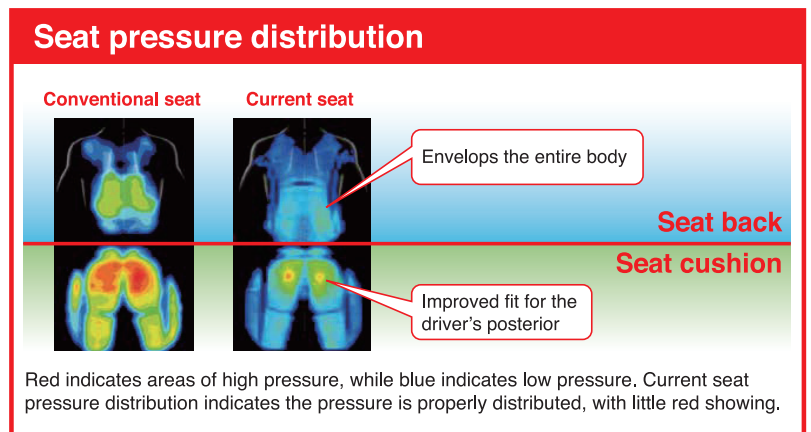 Seat pressure distribution
Conventional seat
Current seat
Envelops the entire body
Seat back
Seat cushion
Improved fit for the
driver's posterior
Red indicates areas of high pressure, while blue indicates low pressure. Current seat
pressure distribution indicates the pressure is properly distributed, with little red showing.